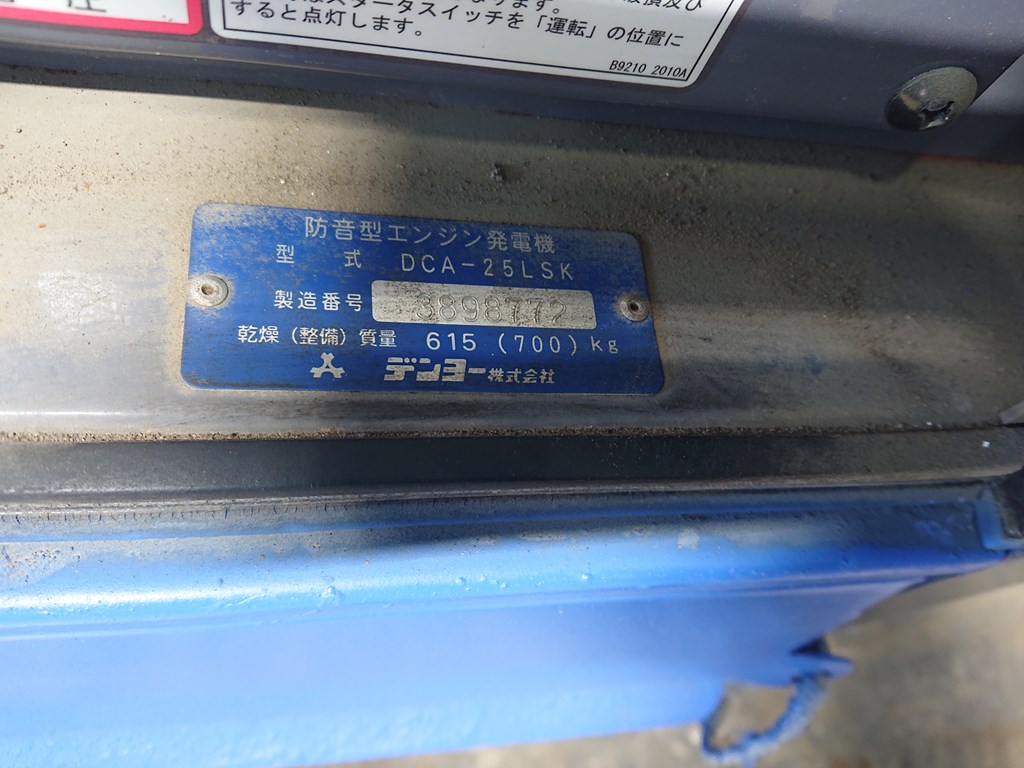 注
すると点灯します。
スタータスイッチを「運転」の位置に
B9210 2010A
防音型エンジン発電機
型 式 DCA-25LSK
製造番号 3898772
乾燥(整備)質量 615 (700) kg
デンヨー株式会社